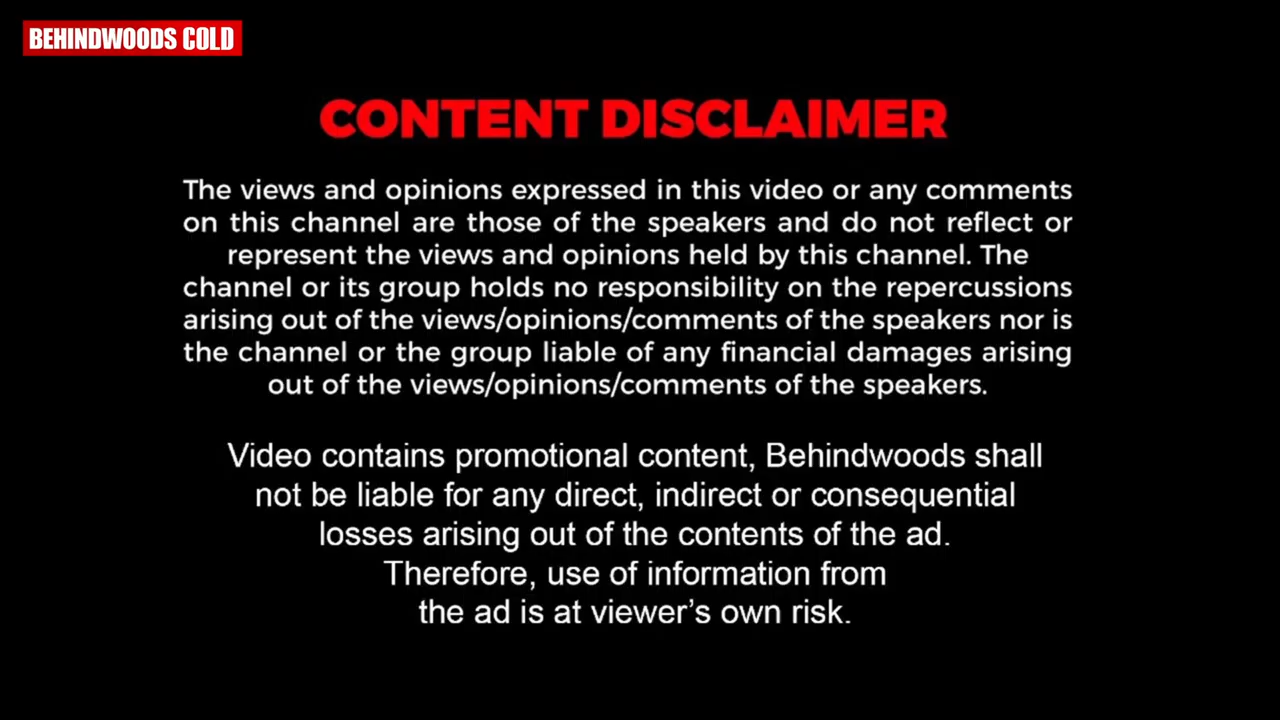 BEHINDWOODS COLD
CONTENT DISCLAIMER
The views and opinions expressed in this video or any comments
on this channel are those of the speakers and do not reflect or
represent the views and opinions held by this channel. The
channel or its group holds no responsibility on the repercussions
arising out of the views/opinions/comments of the speakers nor is
the channel or the group liable of any financial damages arising
out of the views/opinions/comments of the speakers.
Video contains promotional content, Behindwoods shall
not be liable for any direct, indirect or consequential
losses arising out of the contents of the ad.
Therefore, use of information from
the ad is at viewer’s own risk.